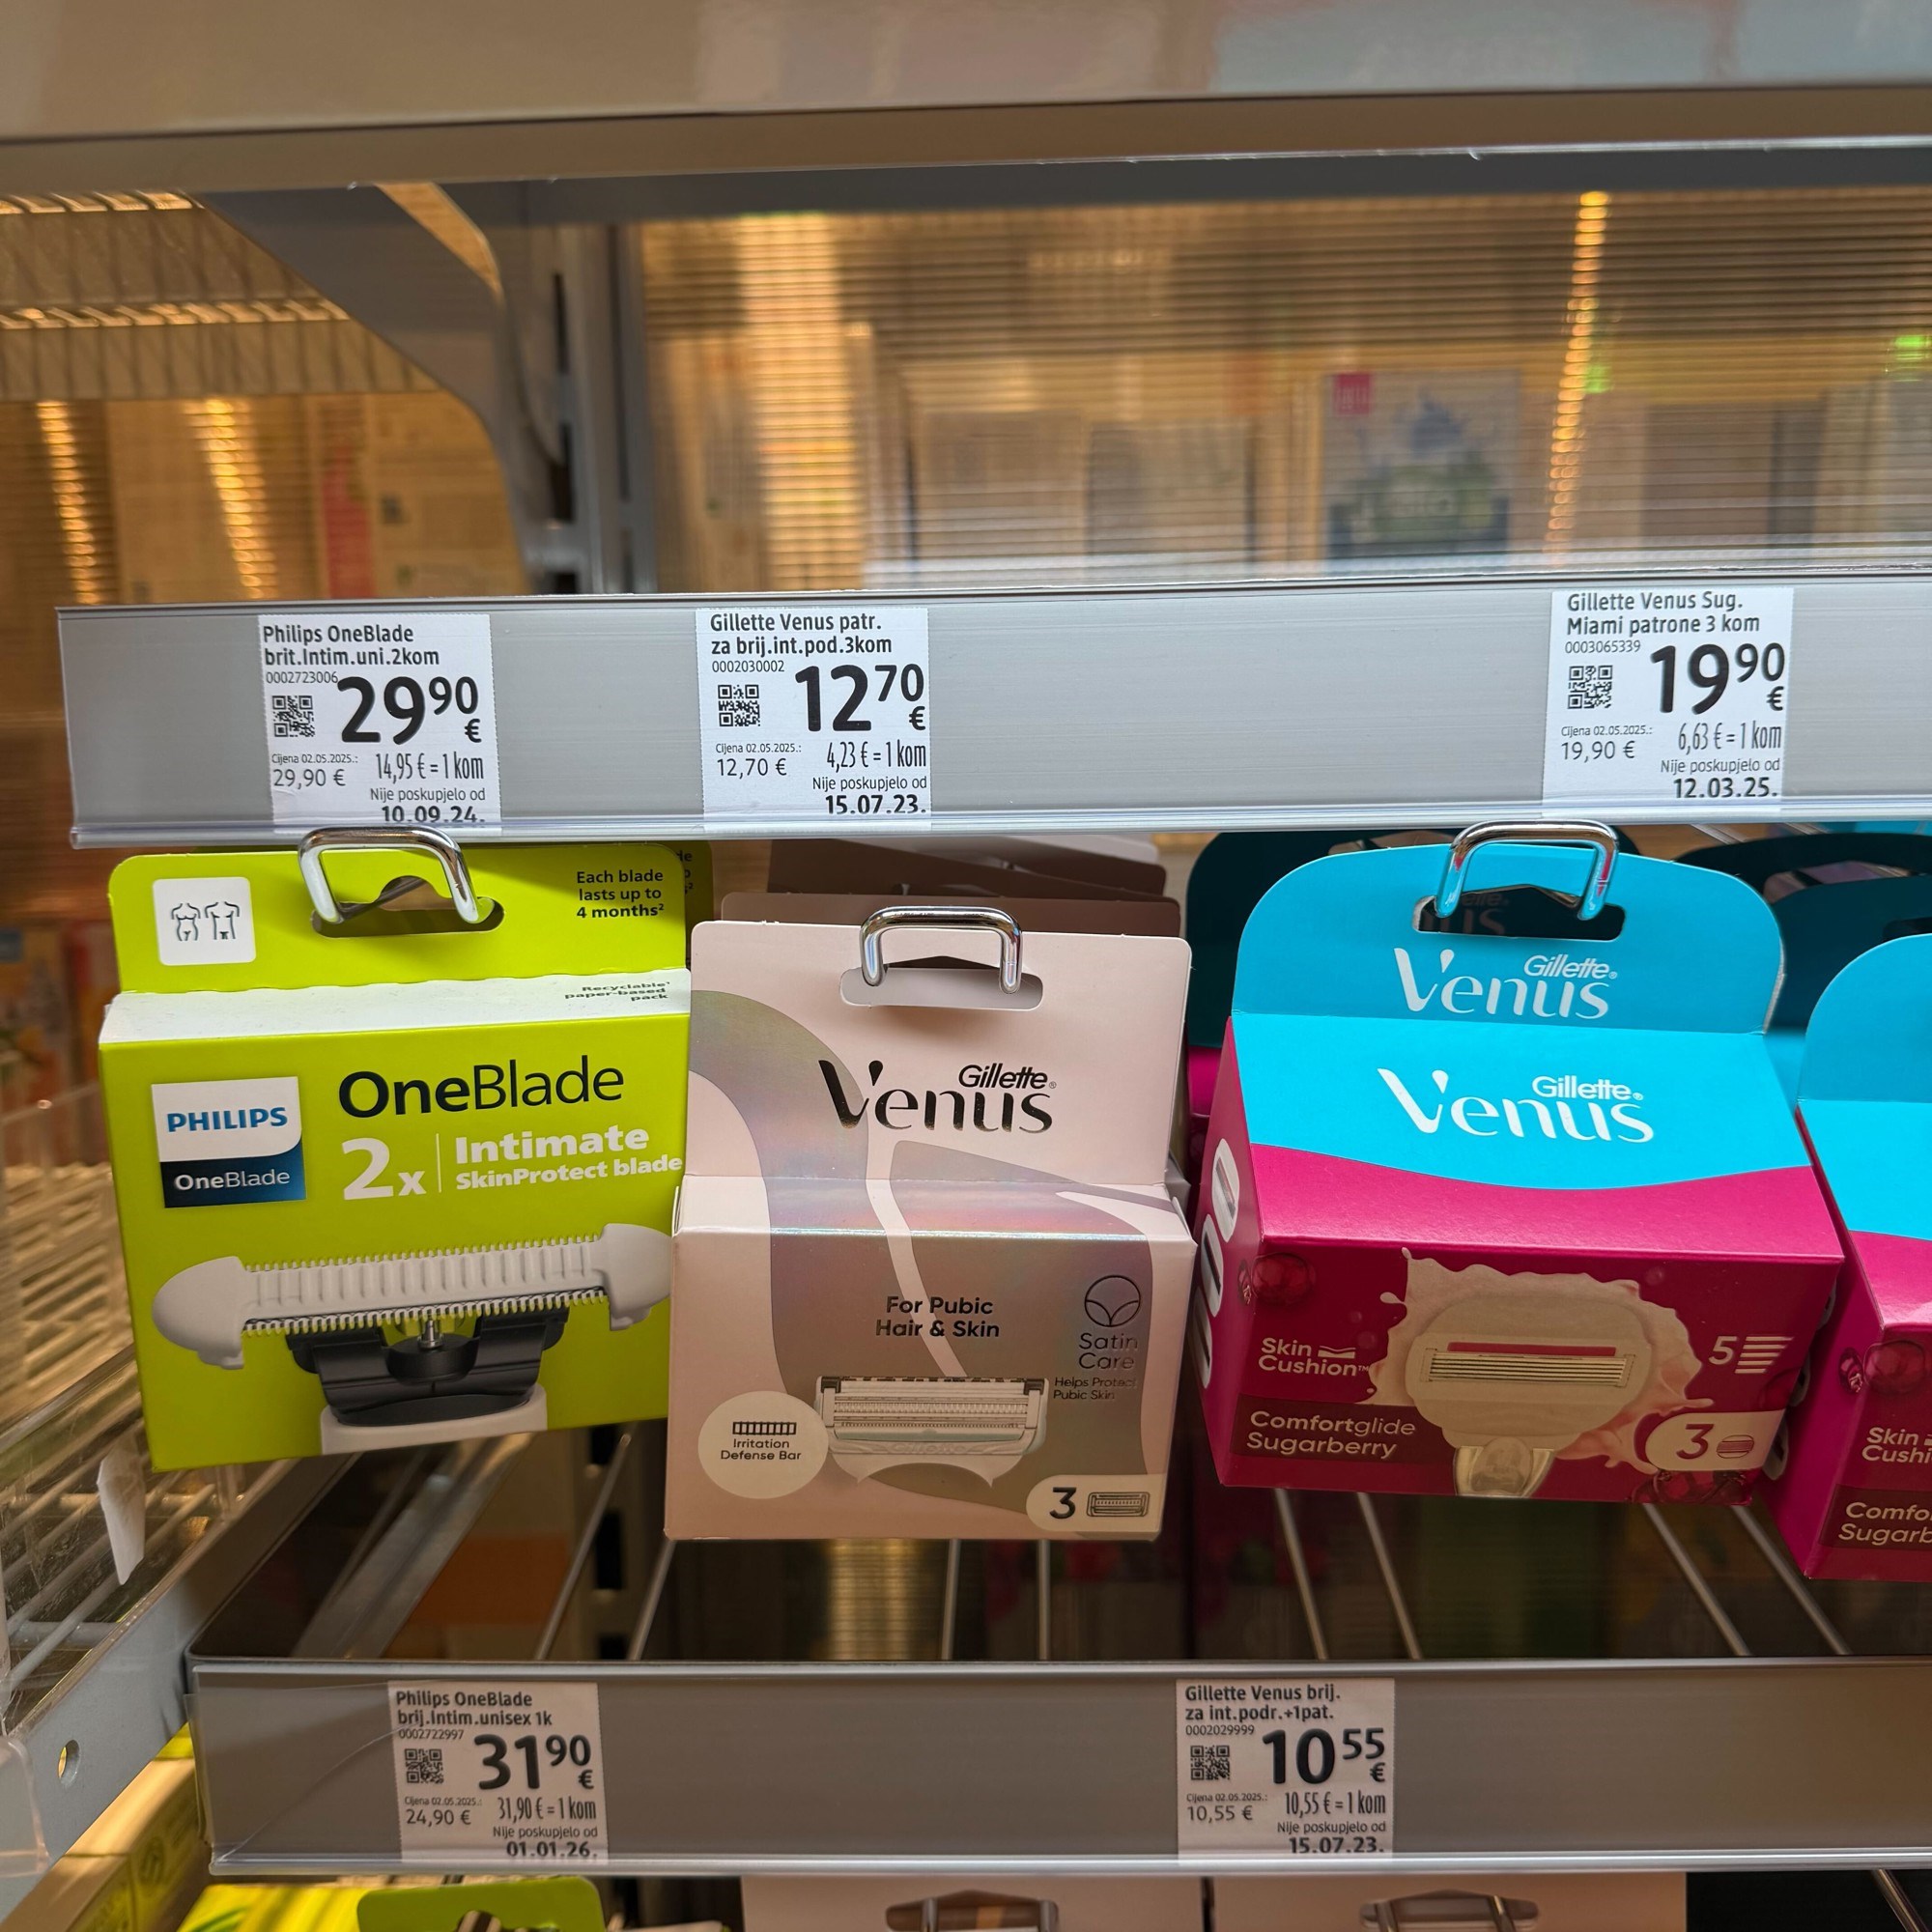 Philips OneBlade
brit.Intim.uni.2kom
0002723006
29 90
€
Cijena 02.05.2025.:
29,90 €
14,95 € = 1 kom
Nije poskupjelo od
10.09.24.
Gillette Venus patr.
za brij.int.pod.3kom
0002030002
12 70
€
Cijena 02.05.2025.:
12,70 €
4,23 € = 1 kom
Nije poskupjelo od
15.07.23.
Gillette Venus Sug.
Miami patrone 3 kom
0003065339
19 90
€
Cijena 02.05.2025.:
19,90 €
6,63 € = 1 kom
Nije poskupjelo od
12.03.25.
Each blade
lasts up to
4 months²
Recyclable¹
paper-based
pack
PHILIPS
OneBlade
OneBlade
2x
Intimate
SkinProtect blade
Gillette®
Venus
For Pubic
Hair & Skin
Satin
Care
Helps Protect
Pubic Skin
Irritation
Defense Bar
Gillette
3
Gillette®
Venus
Gillette®
Venus
Skin
Cushion™
5
Comfortglide
Sugarberry
3
Skin
Cushi
Comfo
Sugarb
Philips OneBlade
brij.Intim.unisex 1k
0002722997
31 90
€
Cijena 02.05.2025.:
24,90 €
31,90 € = 1 kom
Nije poskupjelo od
01.01.26.
Gillette Venus brij.
za int.podr.+1pat.
0002029999
10 55
€
Cijena 02.05.2025.:
10,55 €
10,55 € = 1 kom
Nije poskupjelo od
15.07.23.